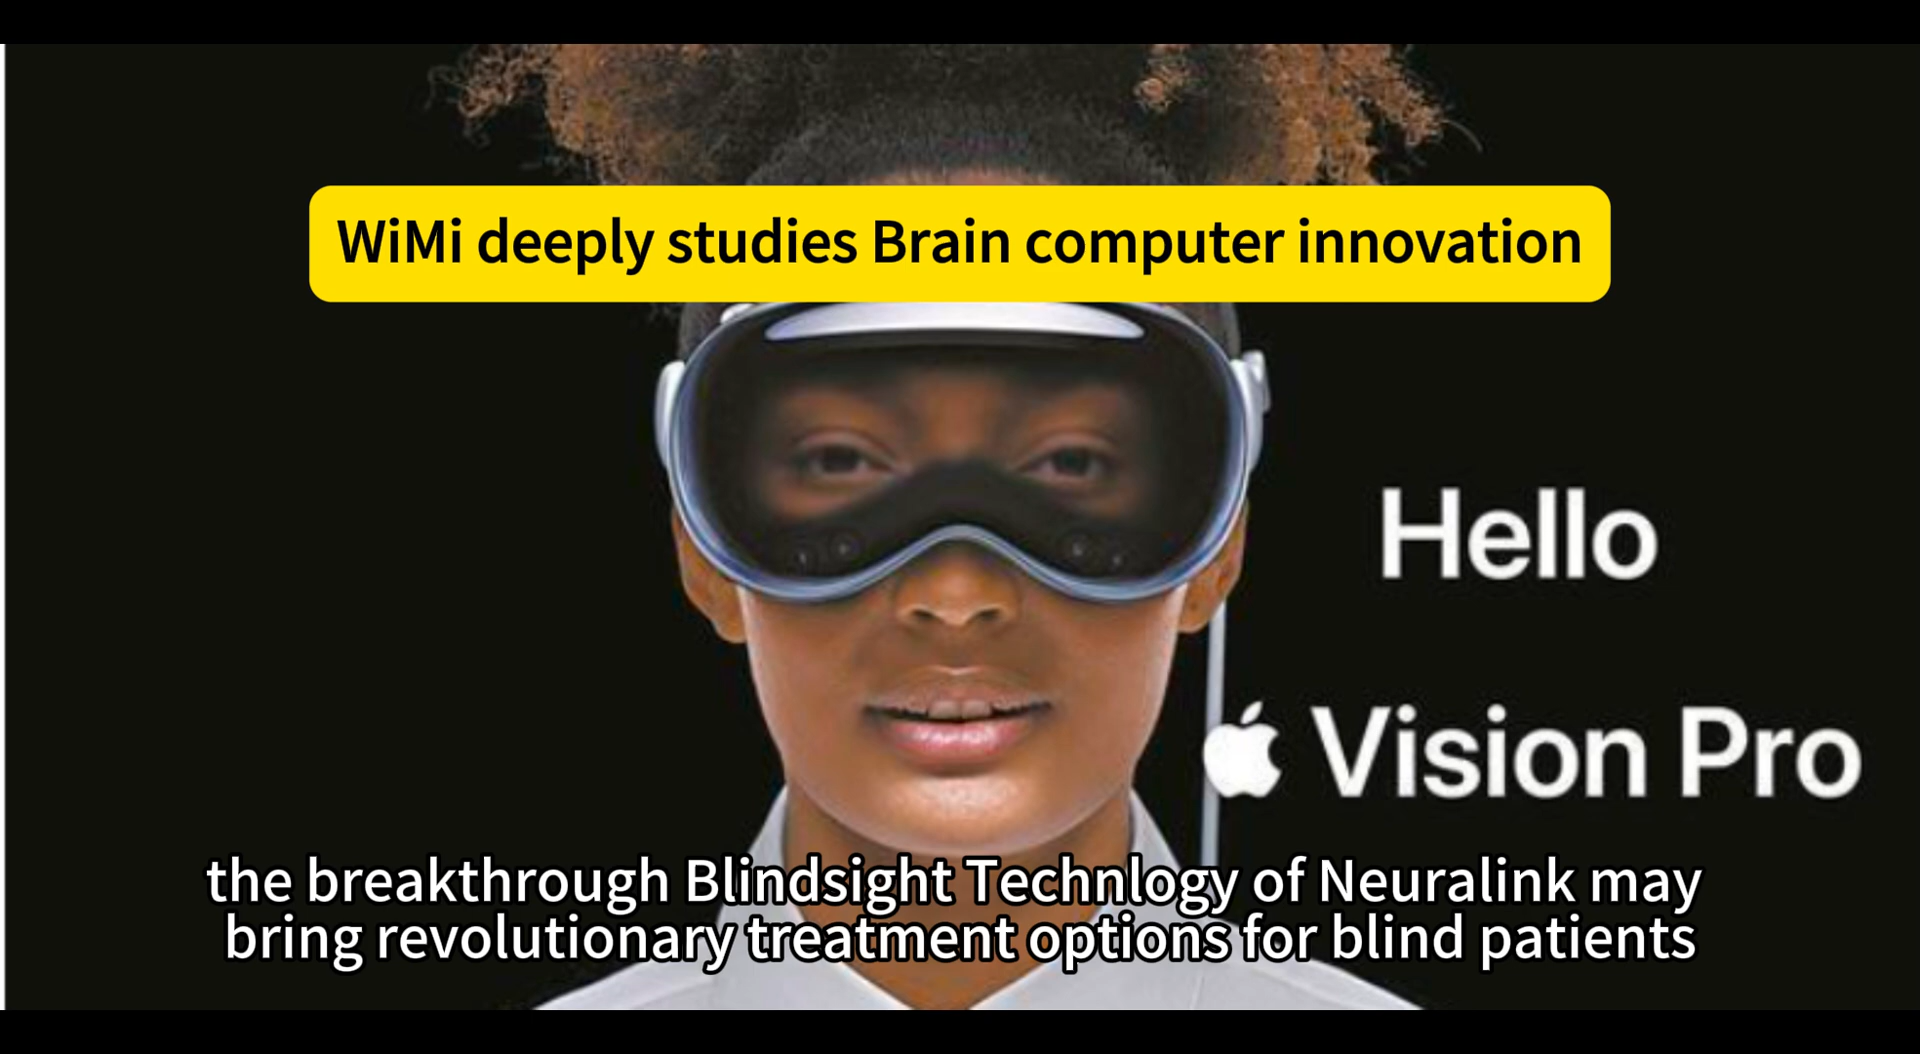 WiMi deeply studies Brain computer innovation
Hello
Vision Pro
the breakthrough Blindsight Technlogy of Neuralink may
bring revolutionary treatment options for blind patients